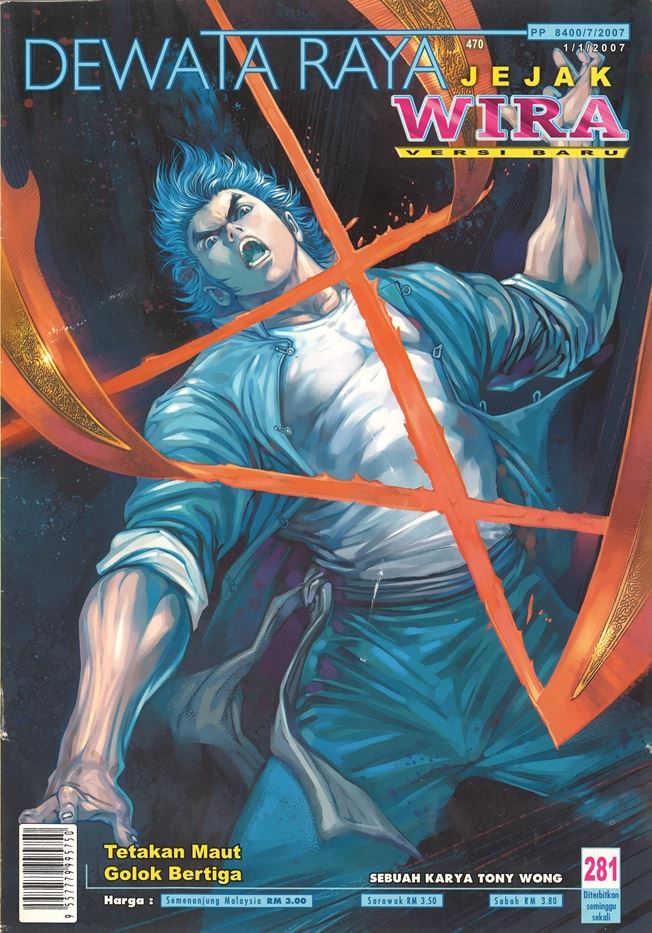 PP 8400/7/2007
DEWATA RAYA
470
1/1/2007
JEJAK
WIRA
VERSI BARU
Tetakan Maut
Golok Bertiga
SEBUAH KARYA TONY WONG
281
Diterbitkan
seminggu
sekali
Harga :
Semenanjung Malaysia RM 3.00
Sarawak RM 3.50
Sabah RM 3.80
9 557779 995750